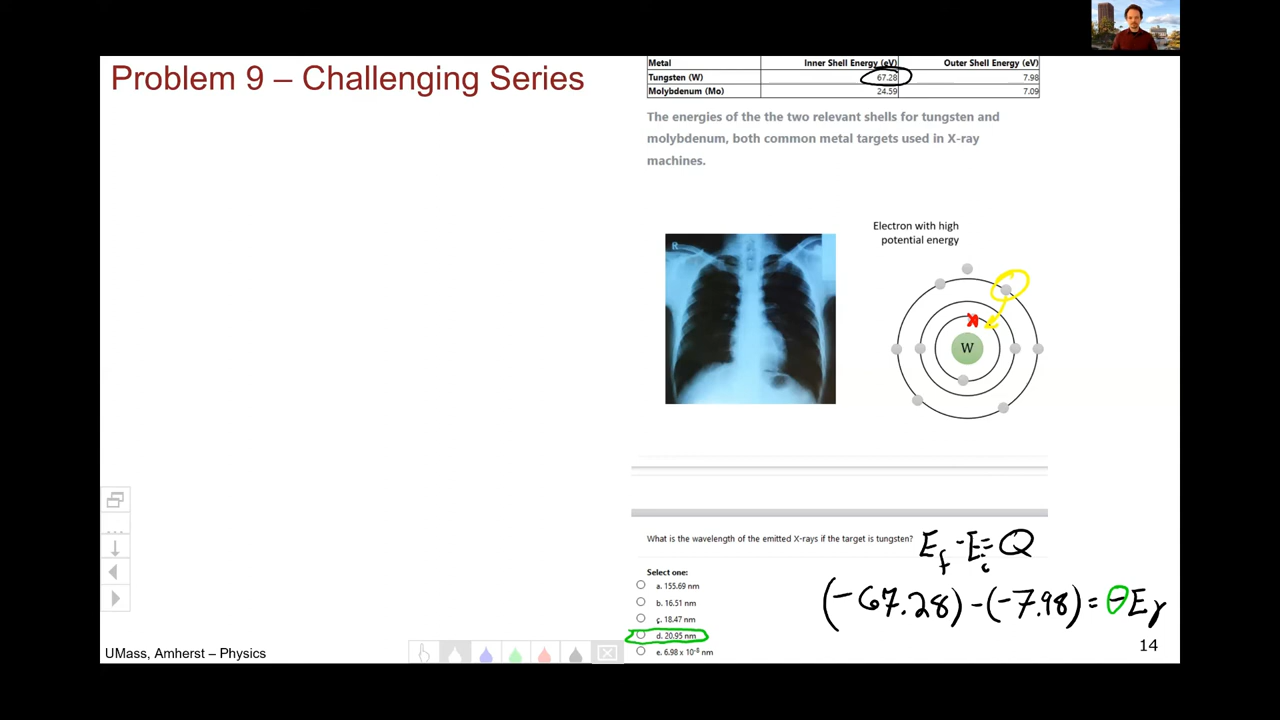 Problem 9 – Challenging Series
Metal Inner Shell Energy (eV) Outer Shell Energy (eV)
Tungsten (W) 67.28 7.98
Molybdenum (Mo) 24.59 7.09
The energies of the the two relevant shells for tungsten and
molybdenum, both common metal targets used in X-ray
machines.
R
Electron with high
potential energy
W
What is the wavelength of the emitted X-rays if the target is tungsten?
Select one:
a. 155.69 nm
b. 16.51 nm
c. 18.47 nm
d. 20.95 nm
e. 6.98 x 10⁻⁸ nm
E_f - E_i = Q
(-67.28) - (-7.98) = -E_γ
UMass, Amherst – Physics
14